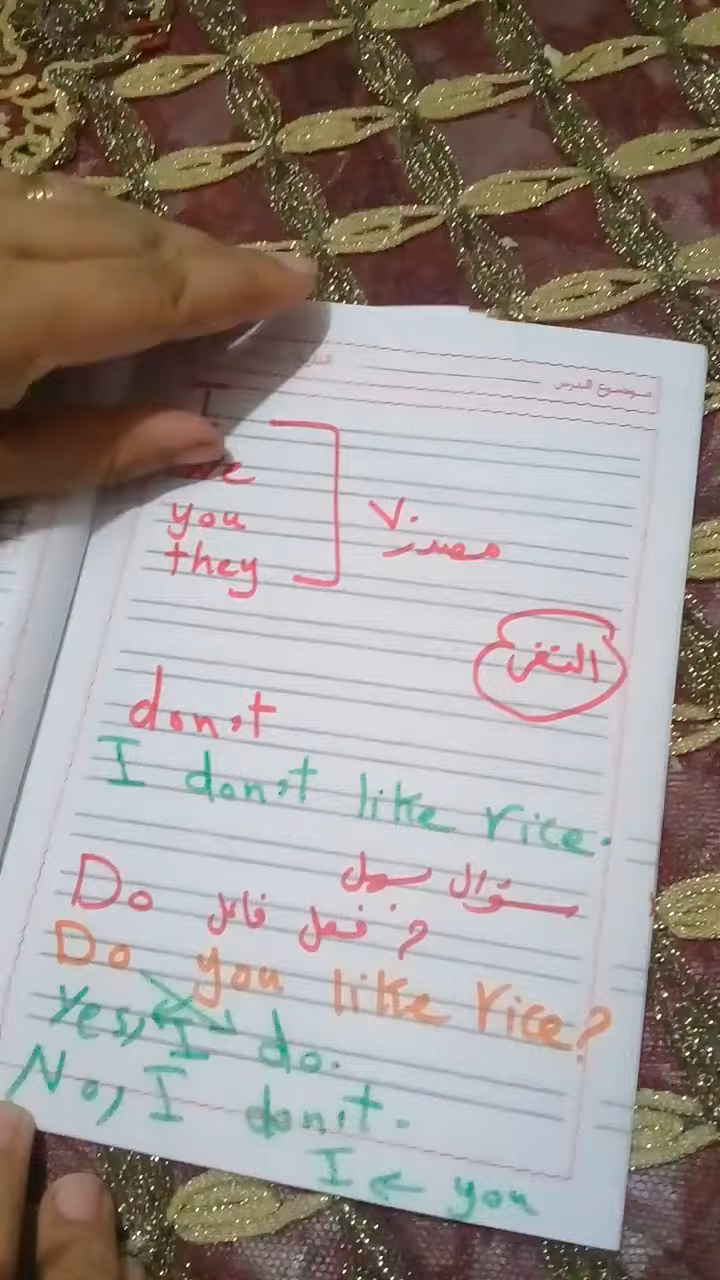 موضوع الدرس
I
we
you
they
V. مصدر
النفي
don,t
I don,t like rice.
سؤال سهل
Do فاعل فعل م
Do you like rice?
Yes, I do.
No, I don,t.
I ← you